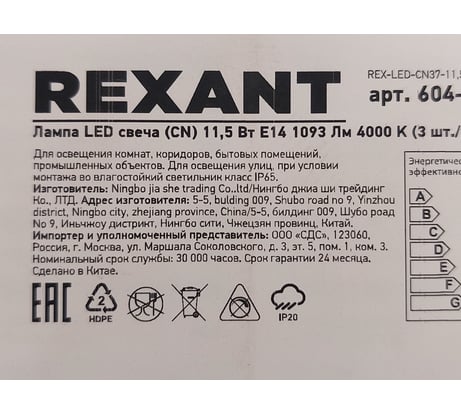 REXANT
REX-LED-CN37-11,5
арт. 604-
Лампа LED свеча (CN) 11,5 Вт E14 1093 Лм 4000 K (3 шт./
Для освещения комнат, коридоров, бытовых помещений,
промышленных объектов. Для освещения улиц, при условии
монтажа во влагостойкий светильник класс IP65.
Изготовитель: Ningbo jia she trading Co..ltd/Нингбо джиа ши трейдинг
Ко., ЛТД. Адрес изготовителя: 5-5, bulding 009, Shubo road no 9, Yinzhou
district, Ningbo city, zhejiang province, China/5-5, билдинг 009, Шубо роад
No 9, Иньчжоу дистрикт, Нингбо сити, Чжецзян провинц, Китай.
Импортер и уполномоченный представитель: ООО «СДС», 123060,
Россия, г. Москва, ул. Маршала Соколовского, д. 3, эт. 5, пом. 1, ком. 3.
Номинальный срок службы: 30 000 часов. Срок гарантии 24 месяца.
Сделано в Китае.
Энергетиче
эффективно
A
B
C
D
E
F
G
EAC
2
HDPE
IP20